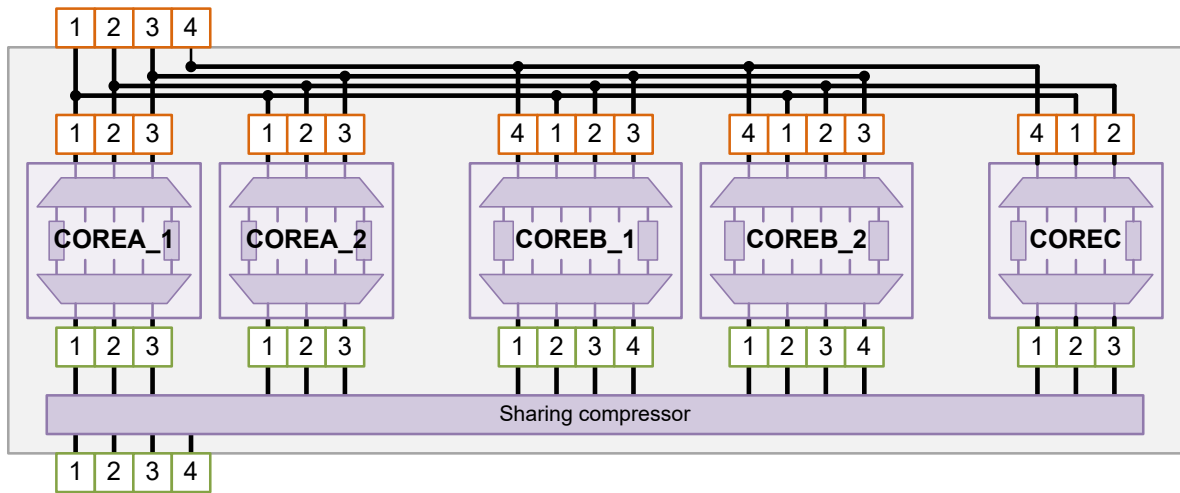 1 2 3 4
1 2 3 1 2 3 4 1 2 3 4 1 2 3 4 1 2
COREA_1 COREA_2 COREB_1 COREB_2 COREC
1 2 3 1 2 3 1 2 3 4 1 2 3 4 1 2 3
Sharing compressor
1 2 3 4